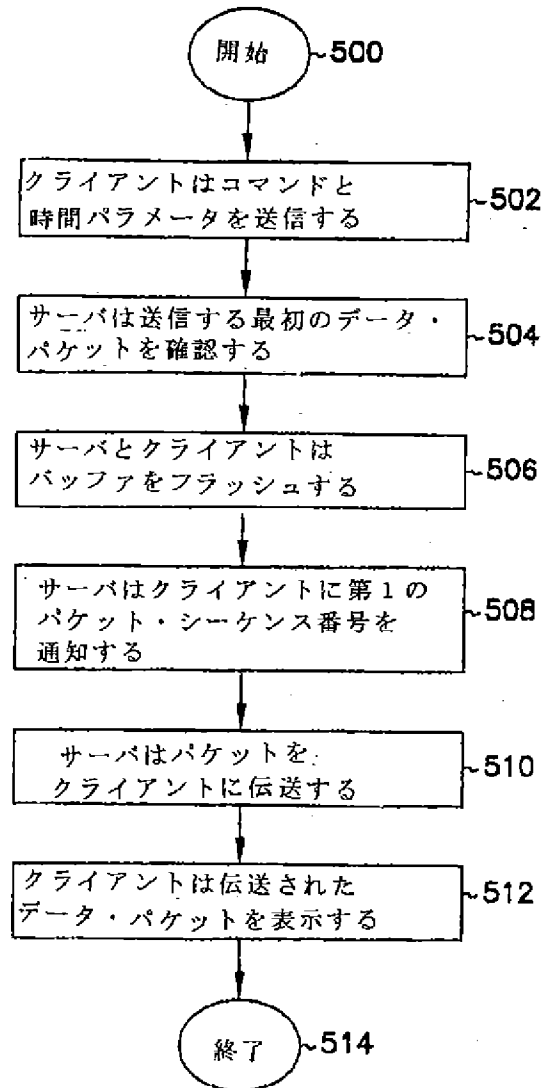 開始
500
クライアントはコマンドと
時間パラメータを送信する
502
サーバは送信する最初のデータ・
パケットを確認する
504
サーバとクライアントは
バッファをフラッシュする
506
サーバはクライアントに第1の
パケット・シーケンス番号を
通知する
508
サーバはパケットを
クライアントに伝送する
510
クライアントは伝送された
データ・パケットを表示する
512
終了
514